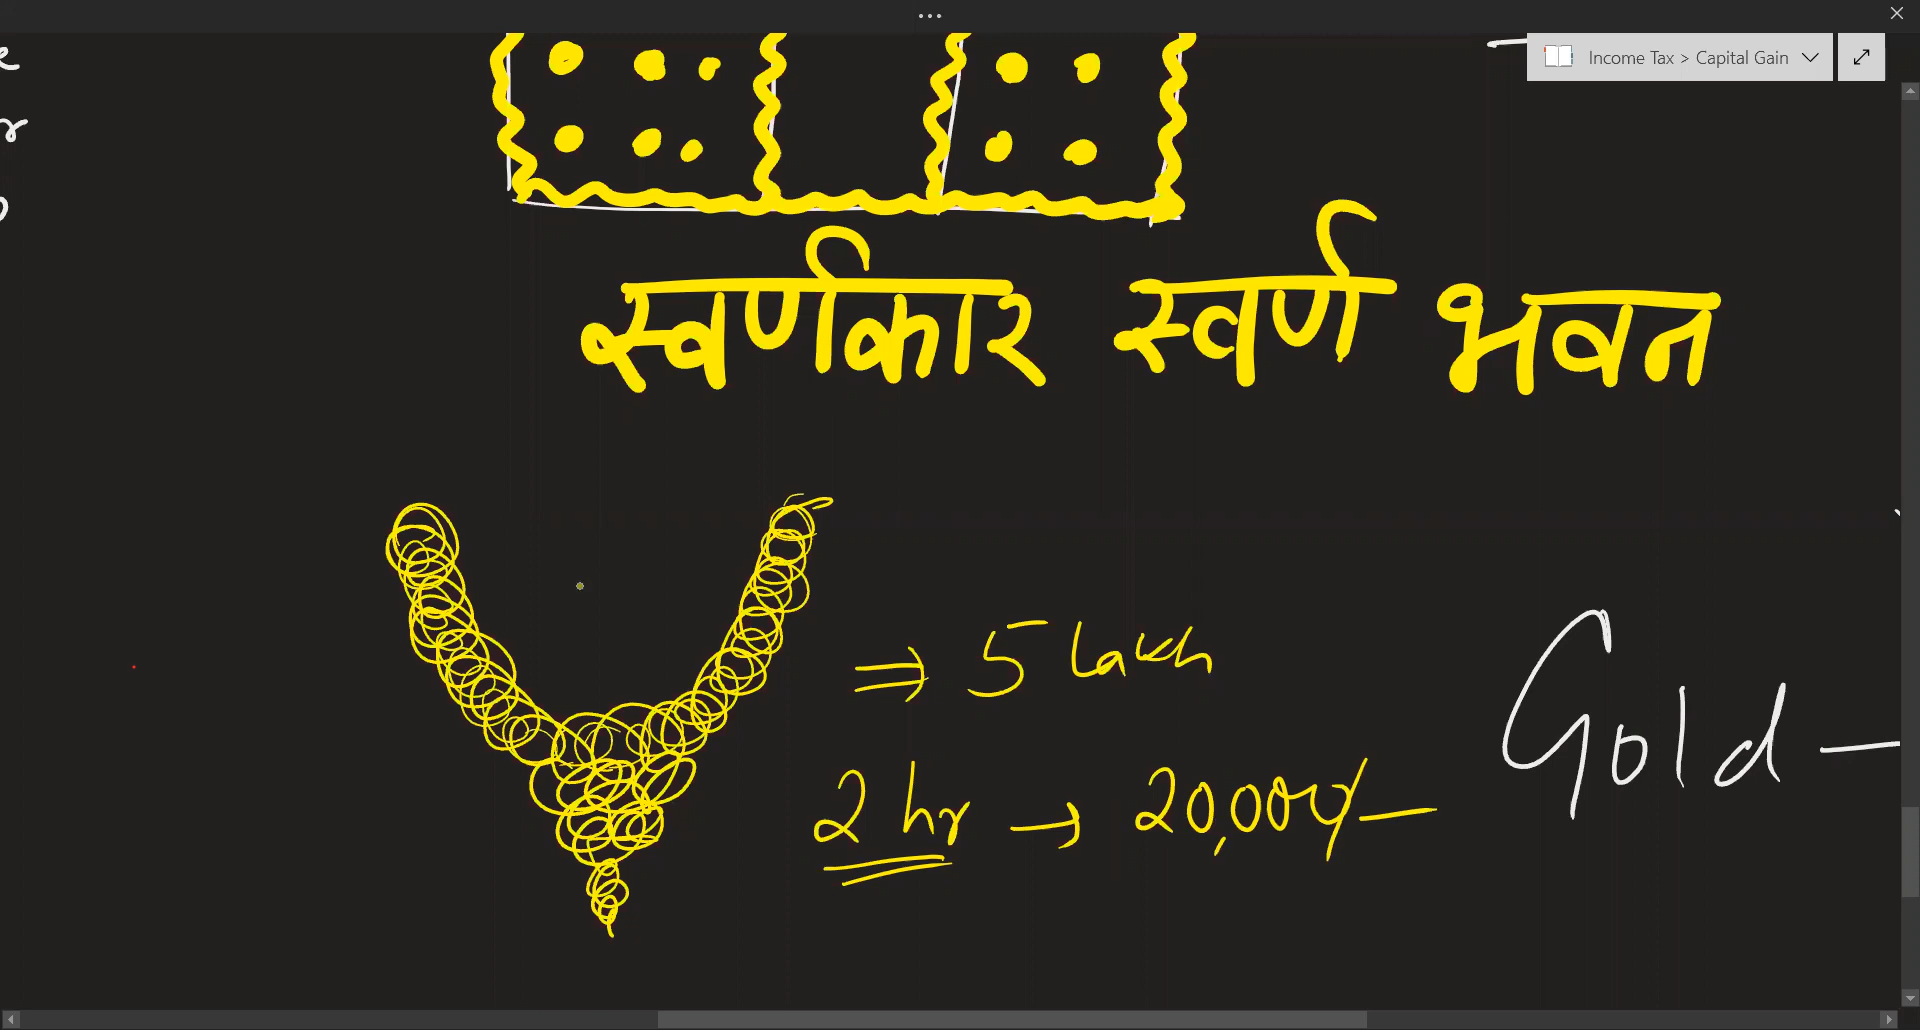 Income Tax > Capital Gain
स्वर्णकार स्वर्ण भवन
⇒ 5 Lakh
2 hr → 20,000/-
Gold -